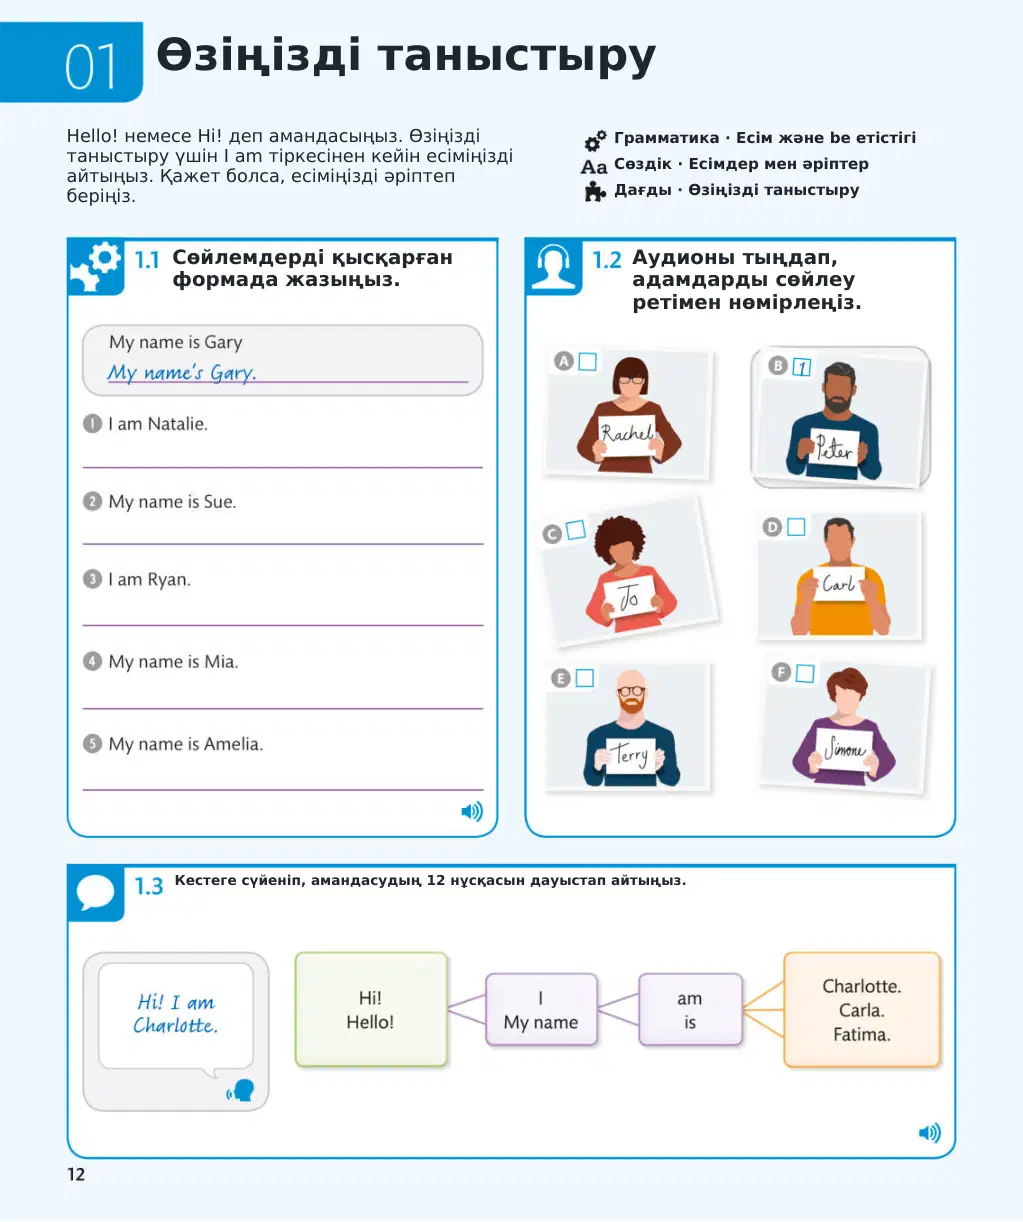 01 Өзіңізді таныстыру
Hello! немесе Hi! деп амандасыңыз. Өзіңізді
таныстыру үшін I am тіркесінен кейін есіміңізді
айтыңыз. Қажет болса, есіміңізді әріптеп
беріңіз.
Грамматика · Есім және be етістігі
Aa Сөздік · Есімдер мен әріптер
Дағды · Өзіңізді таныстыру
1.1 Сөйлемдерді қысқарған
формада жазыңыз.
My name is Gary
My name's Gary.
1 I am Natalie.
2 My name is Sue.
3 I am Ryan.
4 My name is Mia.
5 My name is Amelia.
1.2 Аудионы тыңдап,
адамдарды сөйлеу
ретімен нөмірлеңіз.
A
Rachel
B 1
Peter
C
Jo
D
Carl
E
Terry
F
Simone
1.3 Кестеге сүйеніп, амандасудың 12 нұсқасын дауыстап айтыңыз.
Hi! I am
Charlotte.
Hi!
Hello!
I
My name
am
is
Charlotte.
Carla.
Fatima.
12